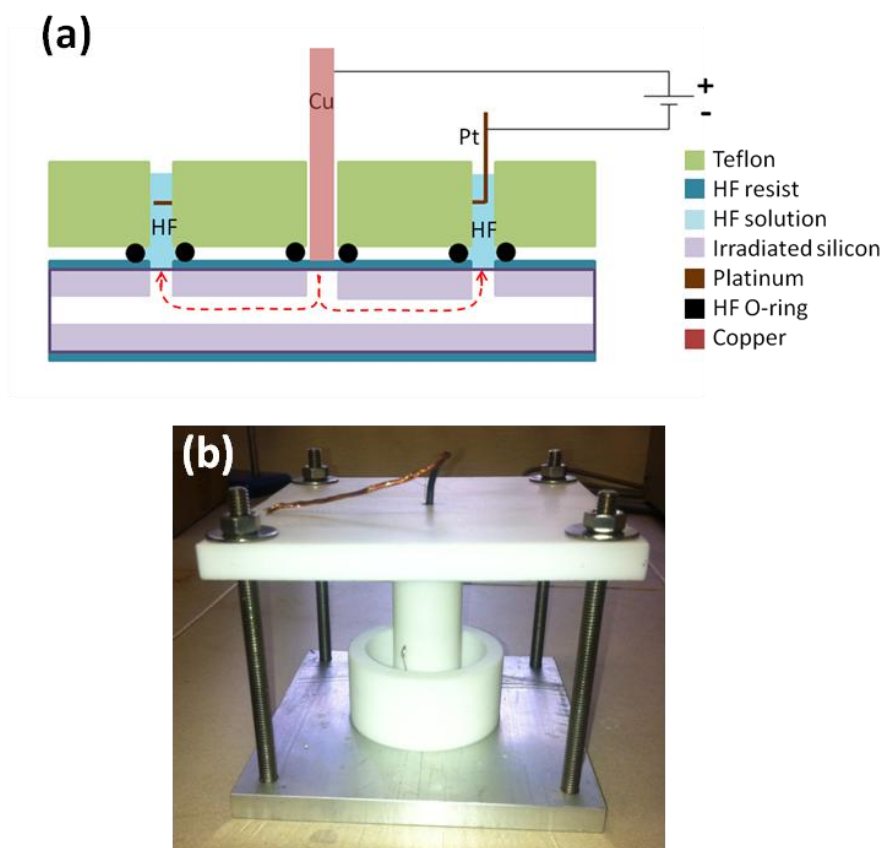 (a)
Cu
+
-
Pt
HF
HF
Teflon
HF resist
HF solution
Irradiated silicon
Platinum
HF O-ring
Copper
(b)